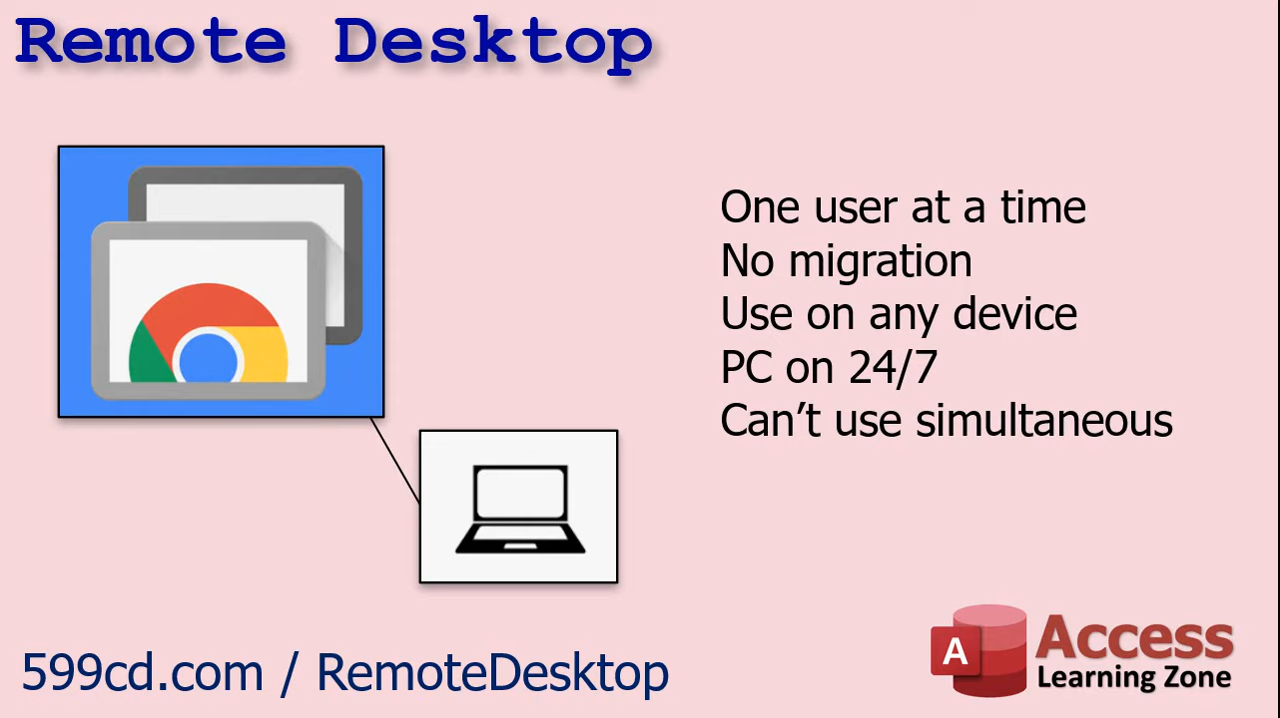 Remote Desktop
One user at a time
No migration
Use on any device
PC on 24/7
Can’t use simultaneous
599cd.com / RemoteDesktop
A
Access
Learning Zone